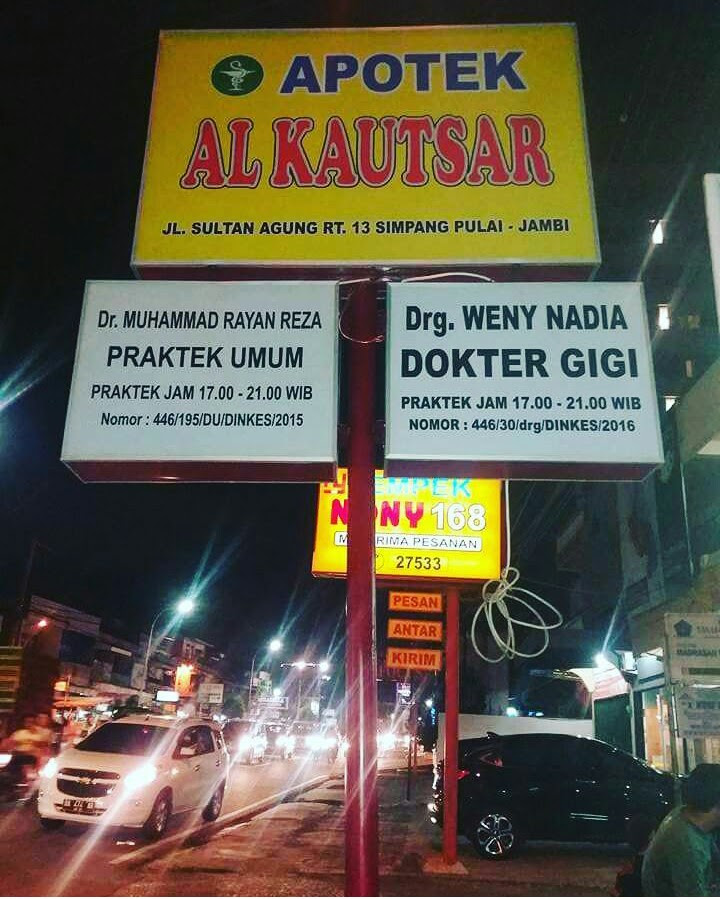 APOTEK
AL KAUTSAR
JL. SULTAN AGUNG RT. 13 SIMPANG PULAI - JAMBI
Dr. MUHAMMAD RAYAN REZA
PRAKTEK UMUM
PRAKTEK JAM 17.00 - 21.00 WIB
Nomor : 446/195/DU/DINKES/2015
Drg. WENY NADIA
DOKTER GIGI
PRAKTEK JAM 17.00 - 21.00 WIB
NOMOR : 446/30/drg/DINKES/2016
168
PESANAN
27533
PESAN
ANTAR
KIRIM